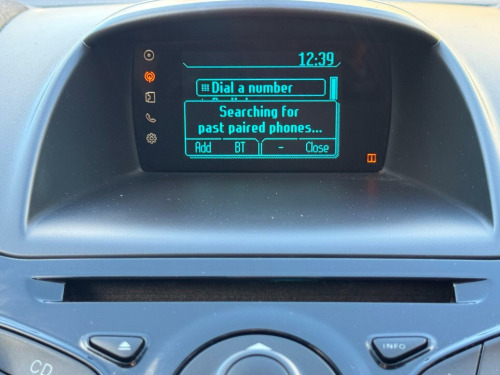 12:39
Dial a number
Searching for
past paired phones...
Add BT - Close
INFO
CD